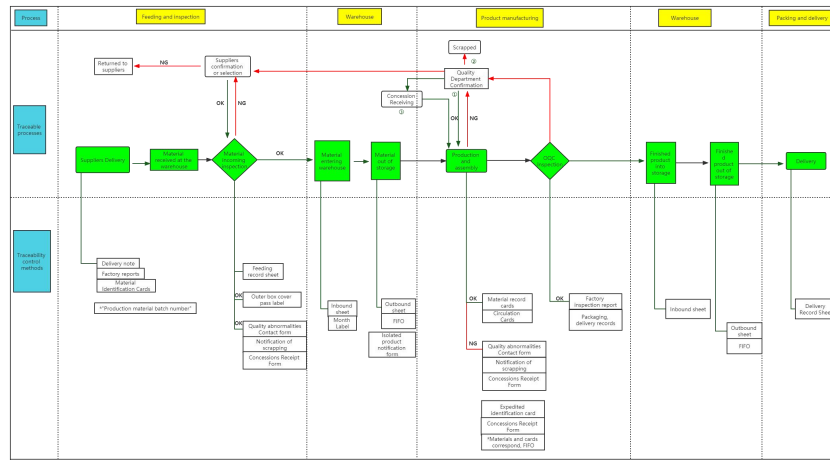 Process
Feeding and inspection
Warehouse
Product manufacturing
Warehouse
Packing and delivery
Traceable
processes
Returned to
suppliers
NG
Suppliers
confirmation
or selection
OK
NG
Scrapped
②
Quality
Department
Confirmation
①
Concession
Receiving
③
OK
NG
Suppliers Delivery
Material
received at the
warehouse
Material
incoming
inspection
OK
Material
entering
warehouse
Material
out of
storage
Production
and
assembly
OQC
inspection
Finished
product
into
storage
Finishe
d
product
out of
storage
Delivery
Traceability
control
methods
Delivery note
Factory reports
Material
Identification Cards
*"Production material batch number"
Feeding
record sheet
OK
Outer box cover
pass label
OK
Quality abnormalities
Contact form
Notification of
scrapping
Concessions Receipt
Form
Inbound
sheet
Month
Label
Outbound
sheet
FIFO
Isolated
product
notification
form
OK
Material record
cards
Circulation
Cards
NG
Quality abnormalities
Contact form
Notification of
scrapping
Concessions Receipt
Form
Expedited
identification card
Concessions Receipt
Form
*Materials and cards
correspond, FIFO
OK
Factory
Inspection report
Packaging,
delivery records
Inbound sheet
Outbound
sheet
FIFO
Delivery
Record Sheet